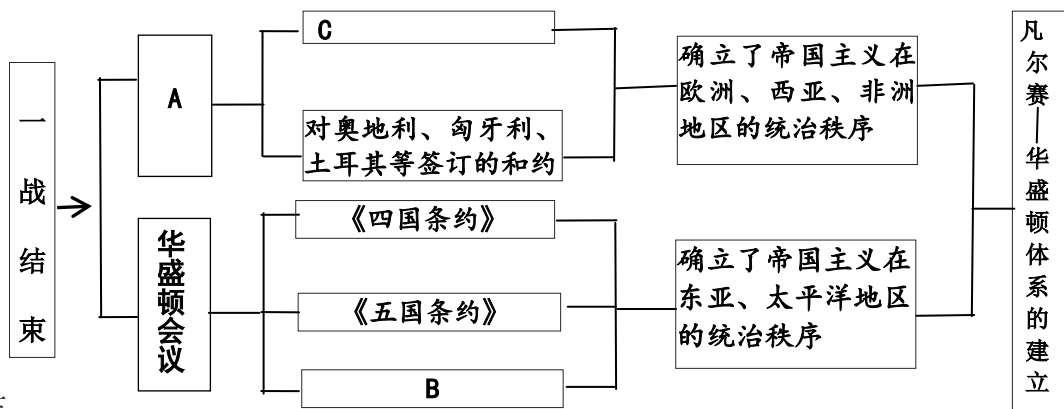 一战结束
A
C
对奥地利、匈牙利、
土耳其等签订的和约
确立了帝国主义在
欧洲、西亚、非洲
地区的统治秩序
华盛顿会议
《四国条约》
《五国条约》
B
确立了帝国主义在
东亚、太平洋地区
的统治秩序
凡尔赛—华盛顿体系的建立